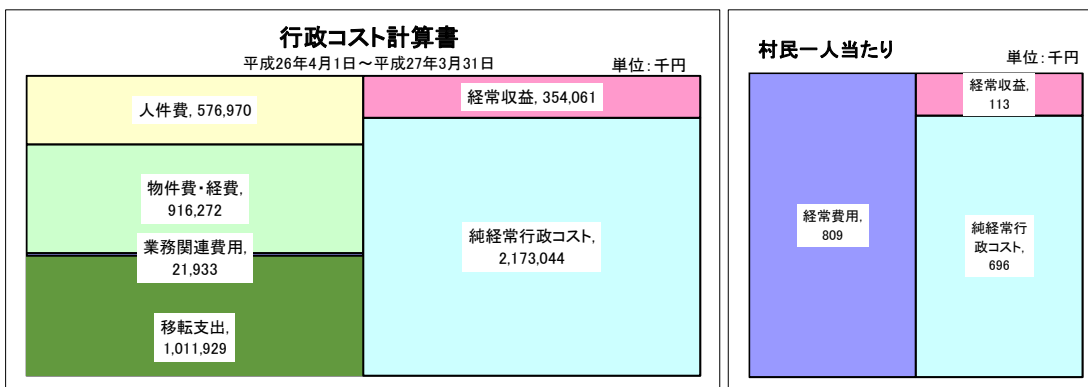 行政コスト計算書
平成26年4月1日～平成27年3月31日
単位：千円
人件費, 576,970
物件費・経費,
916,272
業務関連費用,
21,933
移転支出,
1,011,929
経常収益, 354,061
純経常行政コスト,
2,173,044
村民一人当たり
単位：千円
経常費用,
809
経常収益,
113
純経常行
政コスト,
696